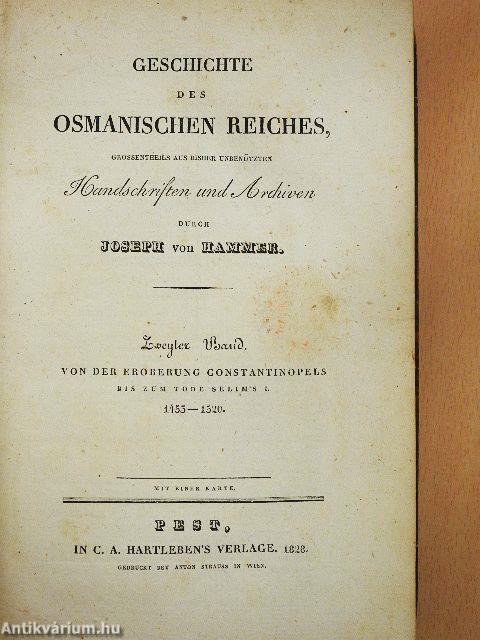 GESCHICHTE
DES
OSMANISCHEN REICHES,
GROSSENTHEILS AUS BISHER UNBENÜTZTEN
Handschriften und Archiven
DURCH
JOSEPH von HAMMER.
Zweyter Band.
VON DER EROBERUNG CONSTANTINOPELS
BIS ZUM TODE SELIM'S I.
1453—1520.
MIT EINER KARTE.
PEST,
IN C. A. HARTLEBEN'S VERLAGE. 1828.
GEDRUCKT BEY ANTON STRAUSS IN WIEN.
Antikvárium.hu